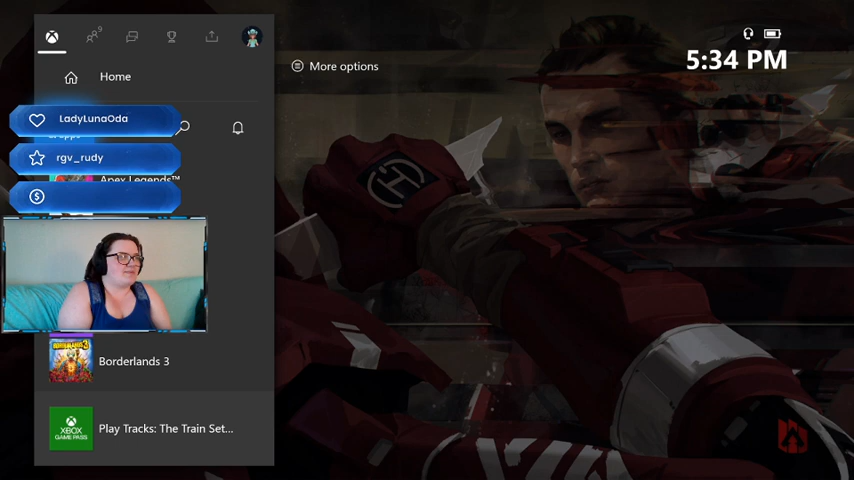 9
Home
More options
5:34 PM
LadyLunaOda
rgv_rudy
Apex Legends™
Borderlands 3
XBOX
GAME PASS
Play Tracks: The Train Set...